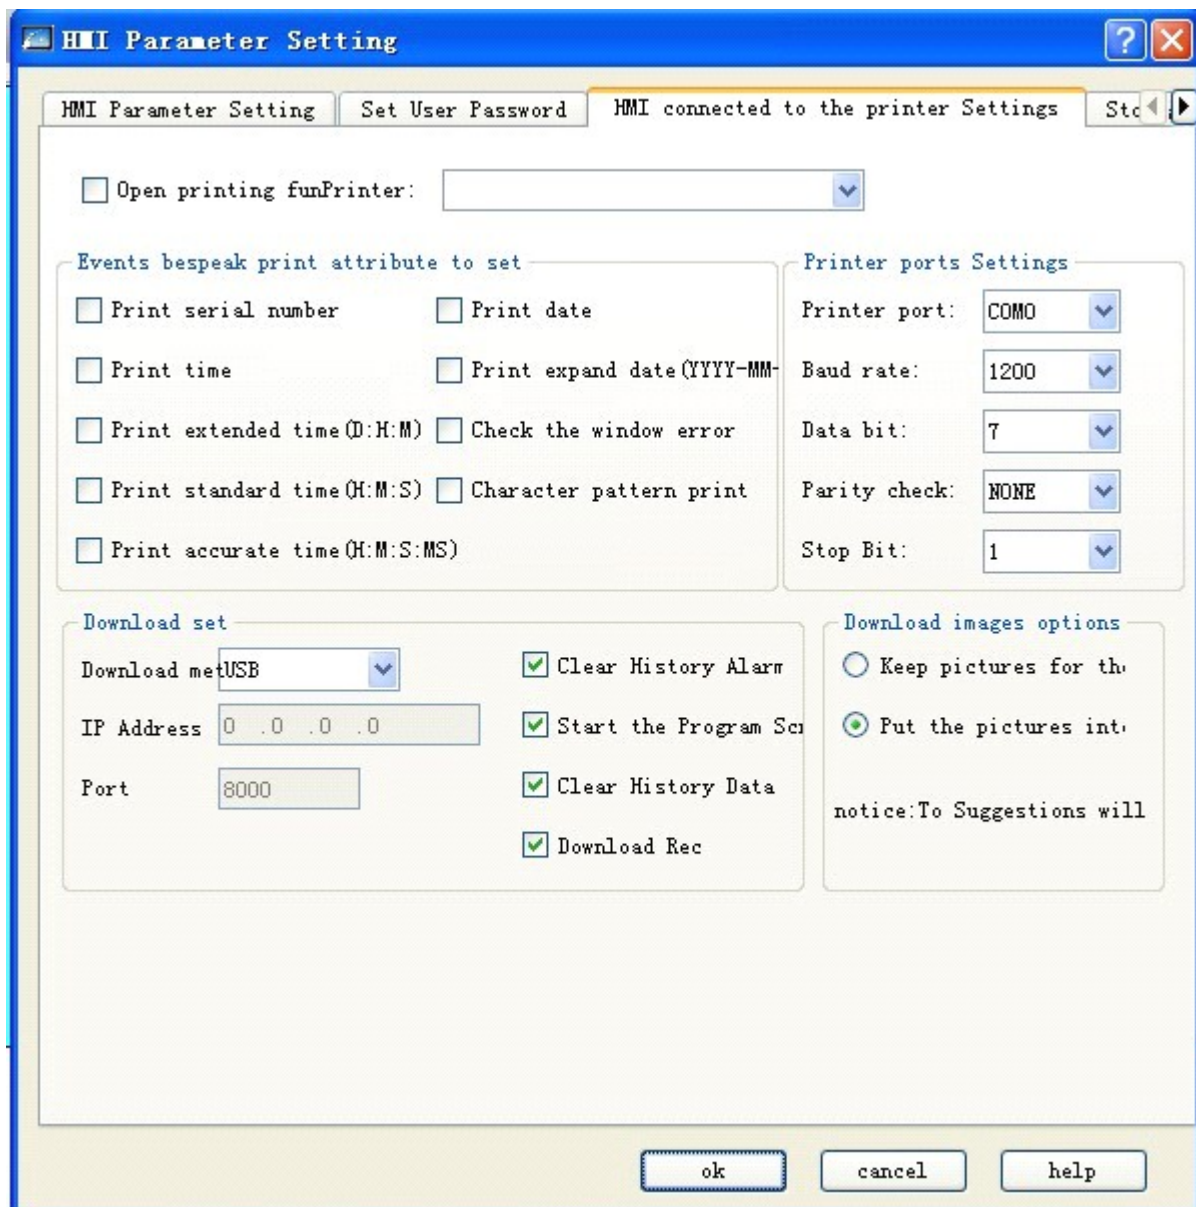 HMI Parameter Setting
HMI Parameter Setting Set User Password HMI connected to the printer Settings
Open printing funPrinter:
Events bespeak print attribute to set
Print serial number Print date
Print time Print expand date(YYYY-MM-
Print extended time(D:H:M) Check the window error
Print standard time(H:M:S) Character pattern print
Print accurate time(H:M:S:MS)
Printer ports Settings
Printer port: COM0
Baud rate: 1200
Data bit: 7
Parity check: NONE
Stop Bit: 1
Download set
Download met USB
IP Address 0 .0 .0 .0
Port 8000
Clear History Alarm
Start the Program Scr
Clear History Data
Download Rec
Download images options
Keep pictures for the
Put the pictures into
notice:To Suggestions will
ok cancel help